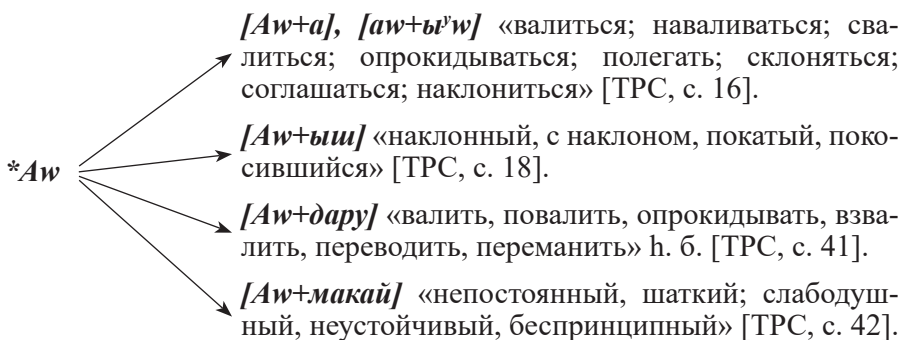 [Aw+a], [aw+ыʸw] «валиться; наваливаться; сва-
литься; опрокидываться; полегать; склоняться;
соглашаться; наклониться» [ТРС, с. 16].
[Aw+ыш] «наклонный, с наклоном, покатый, поко-
сившийся» [ТРС, с. 18].
*Aw
[Aw+дару] «валить, повалить, опрокидывать, взва-
лить, переводить, переманить» һ. б. [ТРС, с. 41].
[Aw+макай] «непостоянный, шаткий; слабодуш-
ный, неустойчивый, беспринципный» [ТРС, с. 42].